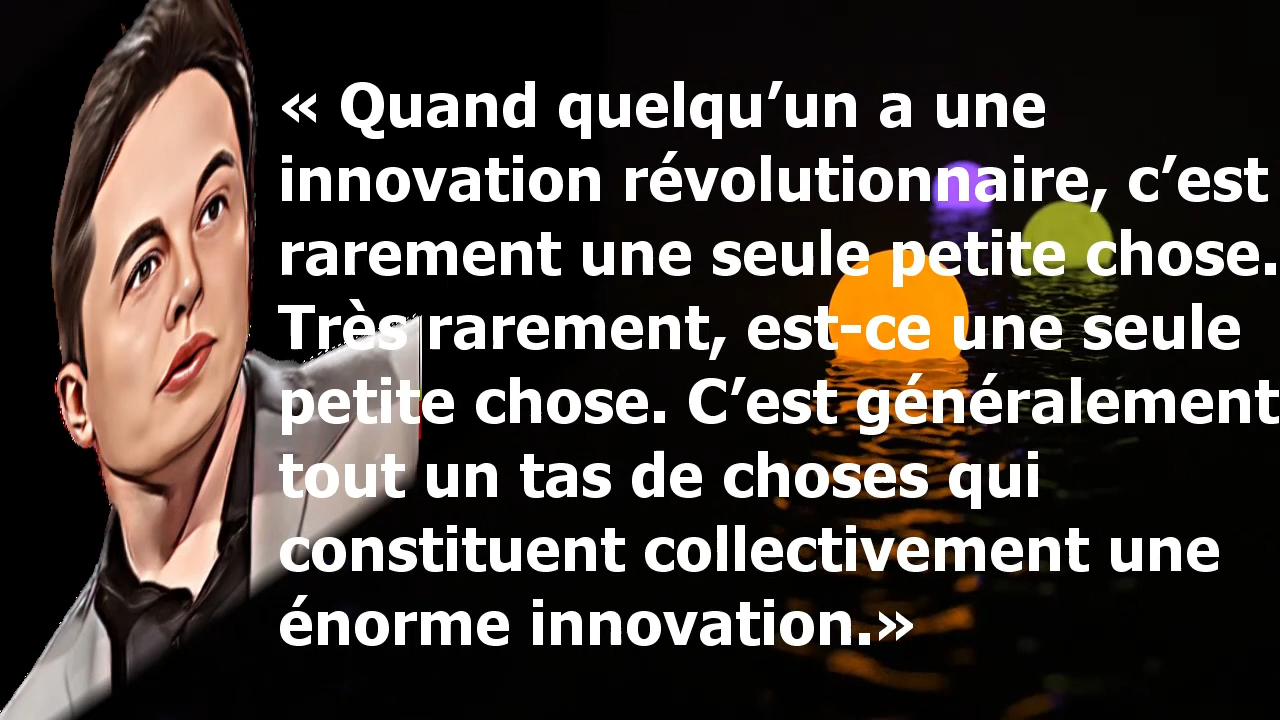 « Quand quelqu’un a une
innovation révolutionnaire, c’est
rarement une seule petite chose.
Très rarement, est-ce une seule
petite chose. C’est généralement
tout un tas de choses qui
constituent collectivement une
énorme innovation.»